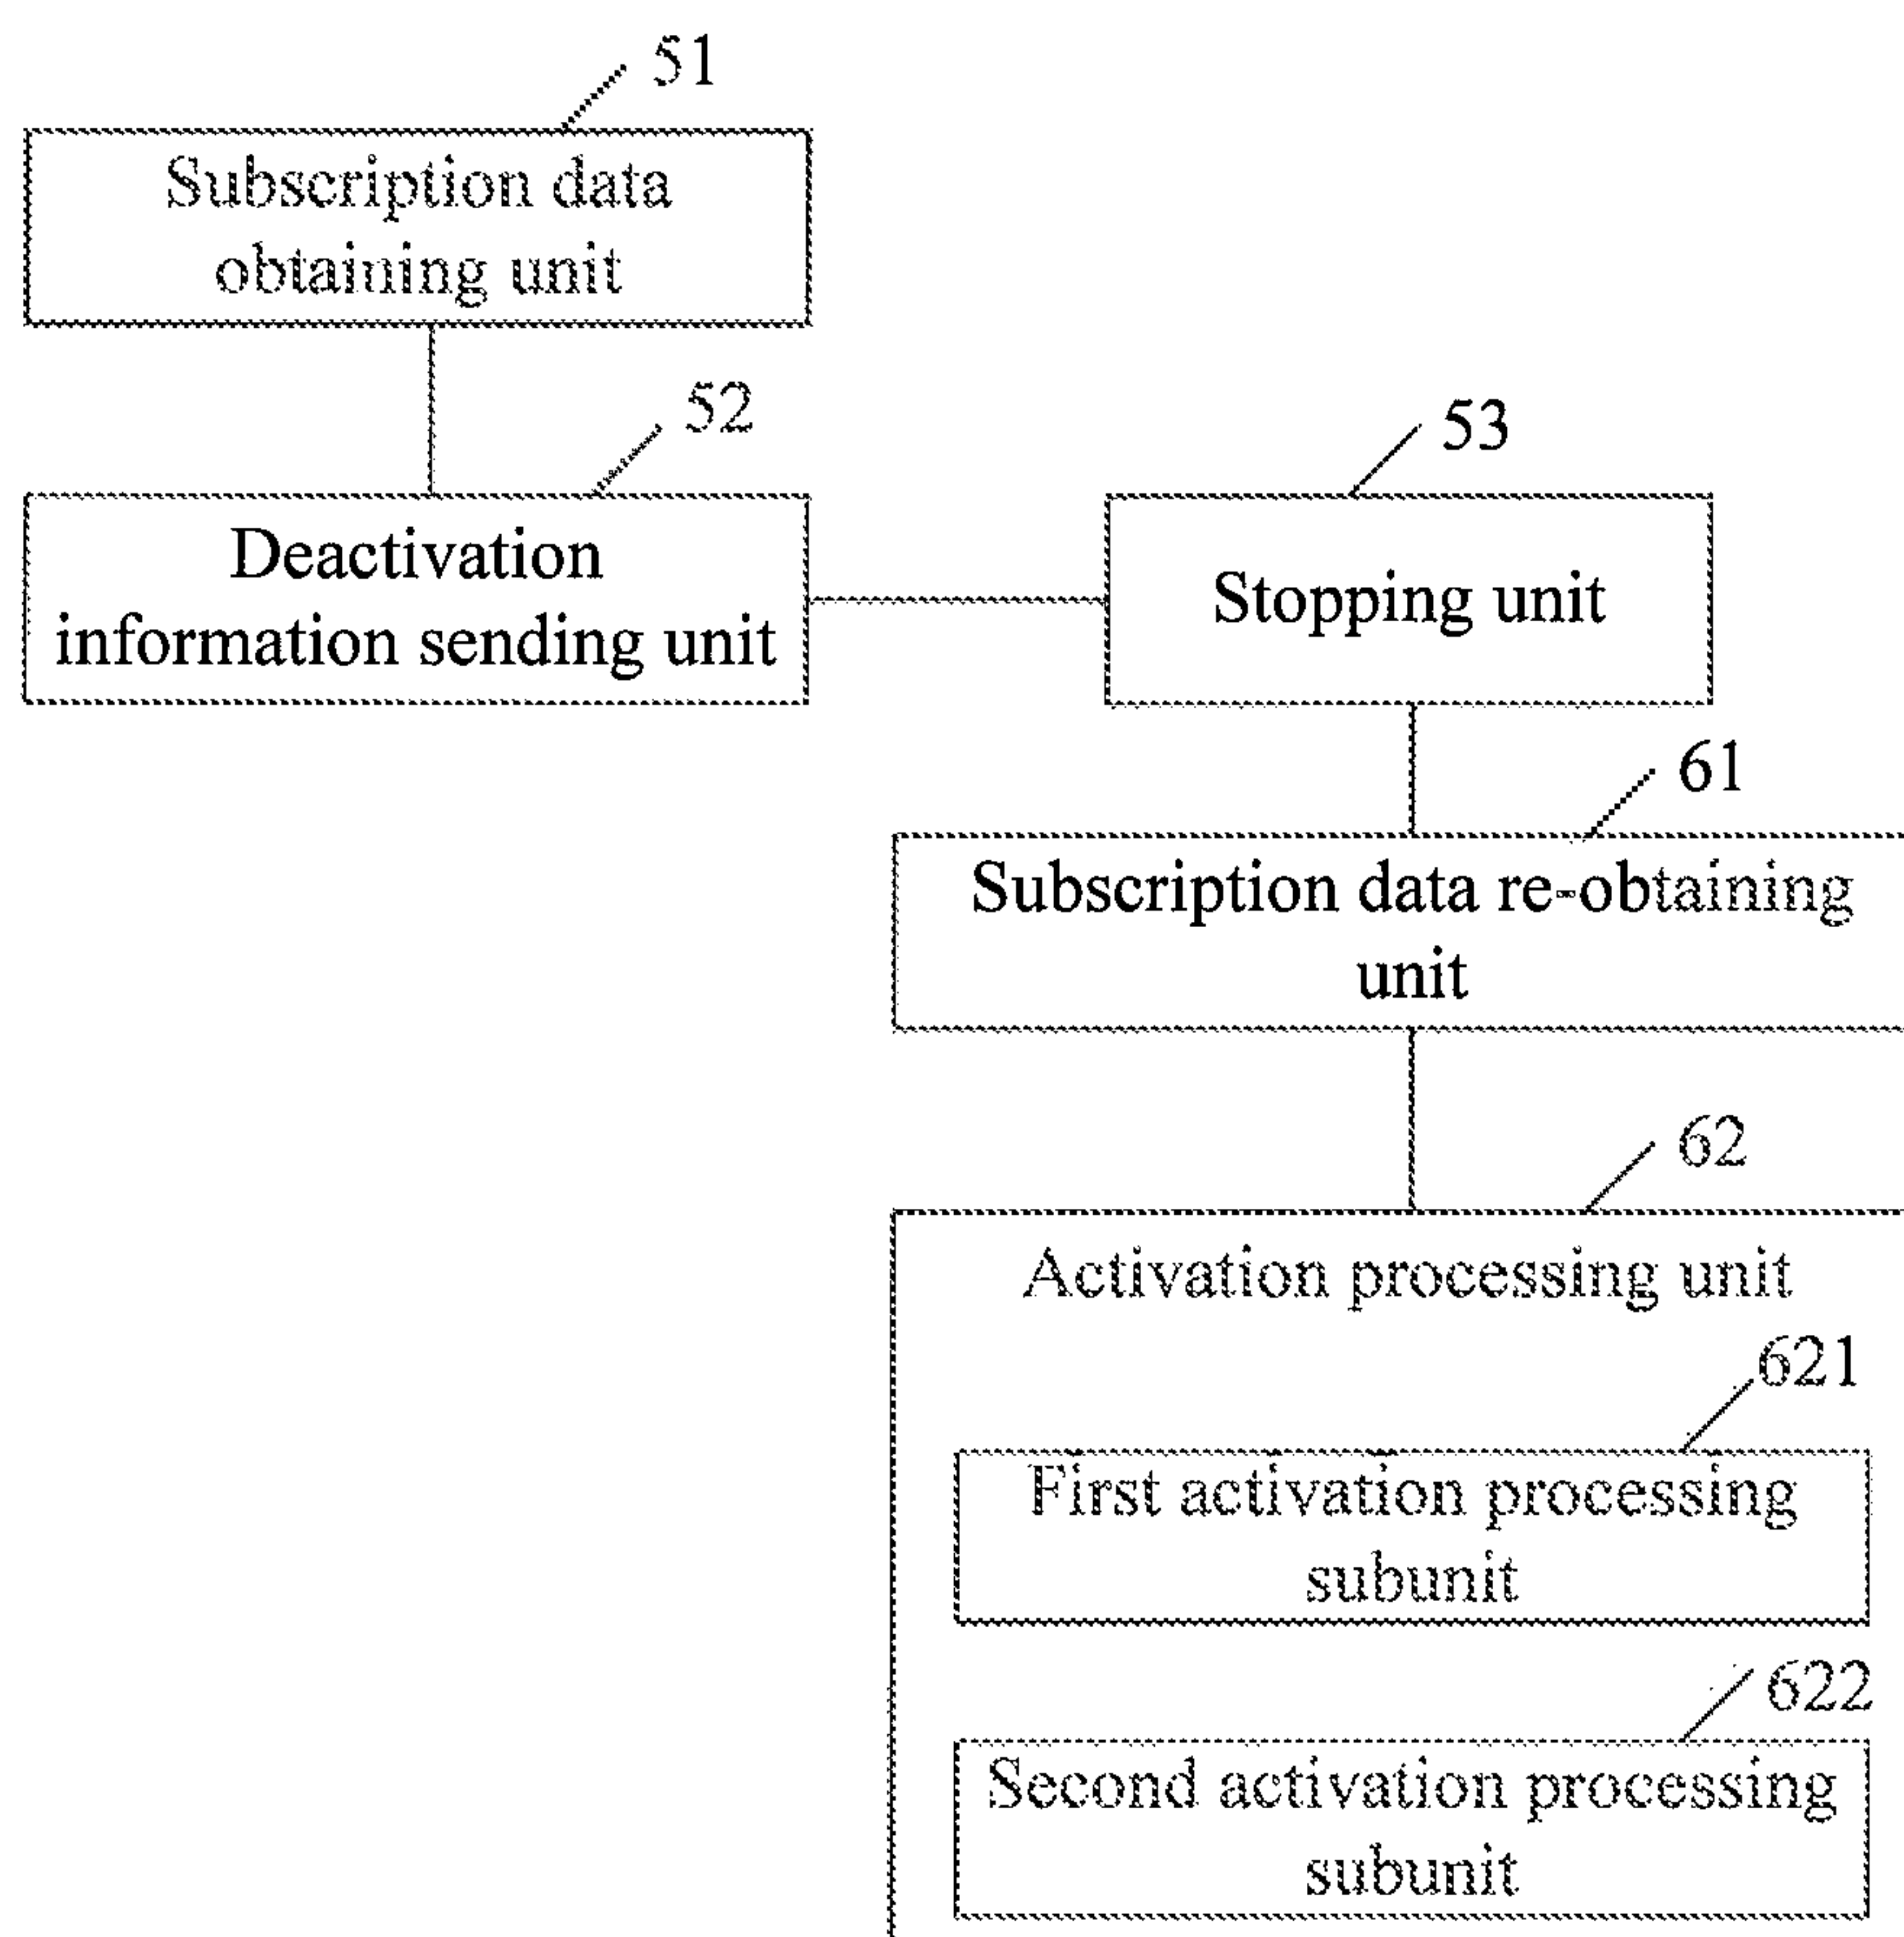 51
Subscription data
obtaining unit
52
Deactivation
information sending unit
53
Stopping unit
61
Subscription data re-obtaining
unit
62
Activation processing unit
621
First activation processing
subunit
622
Second activation processing
subunit